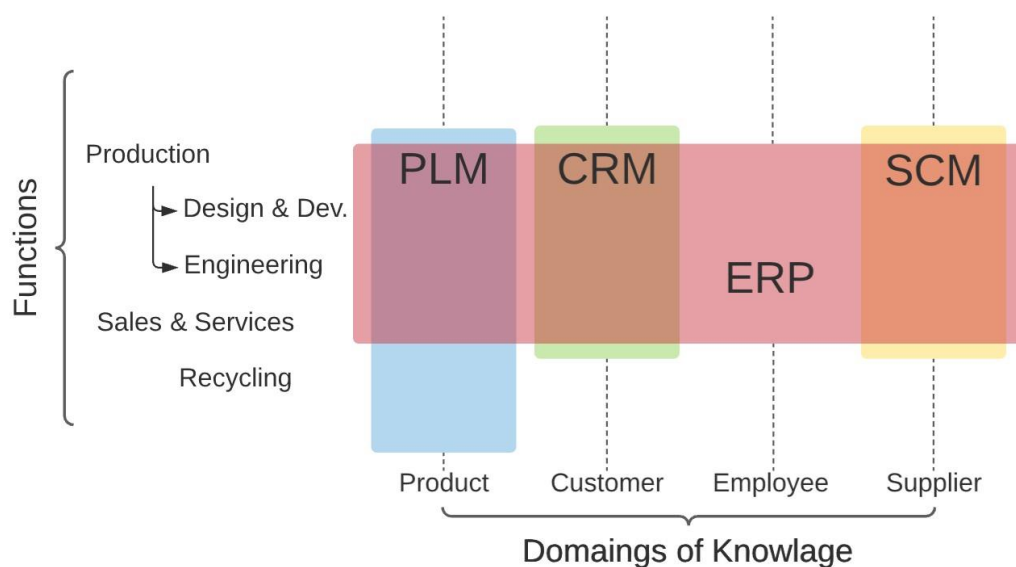 Functions
Production
Design & Dev.
Engineering
Sales & Services
Recycling
PLM
CRM
SCM
ERP
Product
Customer
Employee
Supplier
Domaings of Knowlage